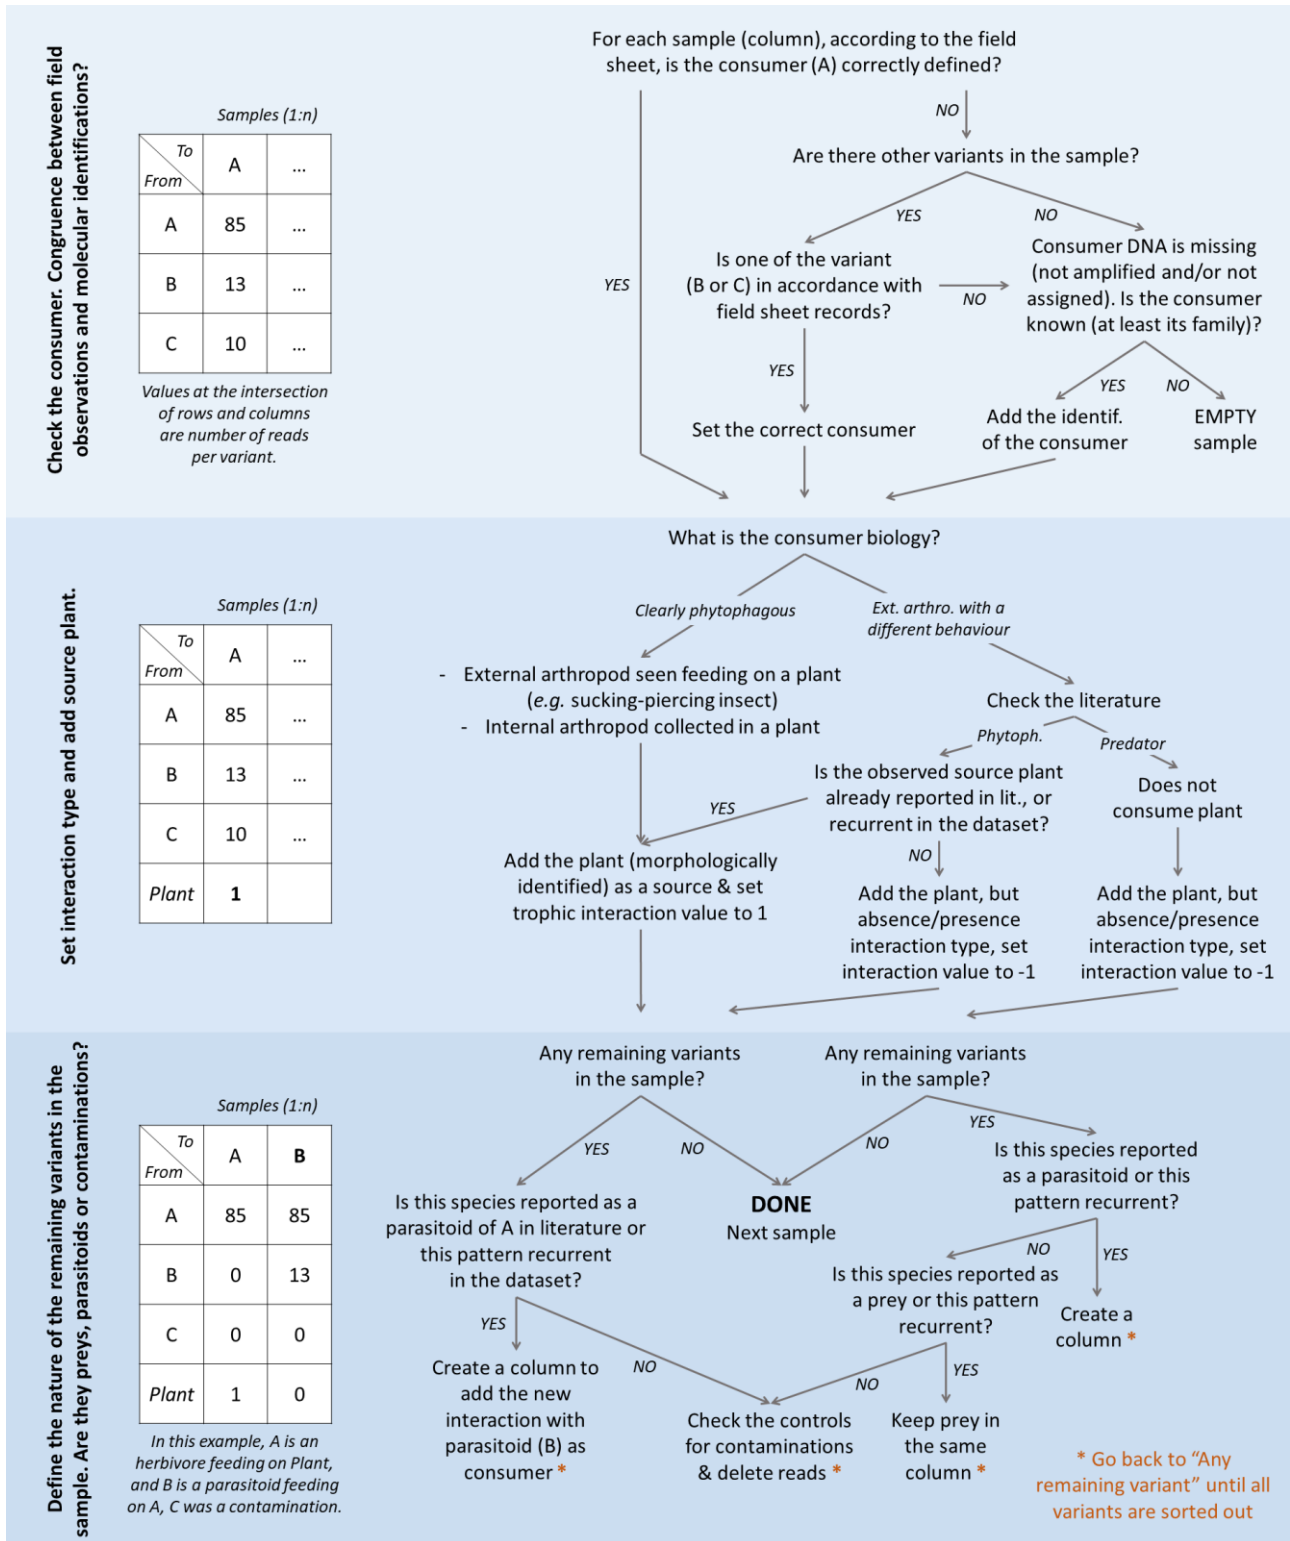 Check the consumer. Congruence between field
observations and molecular identifications?
Samples (1:n)
To
From
A
...
A
85
...
B
13
...
C
10
...
Values at the intersection
of rows and columns
are number of reads
per variant.
For each sample (column), according to the field
sheet, is the consumer (A) correctly defined?
NO
Are there other variants in the sample?
YES
NO
YES
Is one of the variant
(B or C) in accordance with
field sheet records?
NO
Consumer DNA is missing
(not amplified and/or not
assigned). Is the consumer
known (at least its family)?
YES
YES
NO
Set the correct consumer
Add the identif.
of the consumer
EMPTY
sample
Set interaction type and add source plant.
Samples (1:n)
To
From
A
...
A
85
...
B
13
...
C
10
...
Plant
1
What is the consumer biology?
Clearly phytophagous
Ext. arthro. with a
different behaviour
- External arthropod seen feeding on a plant
(e.g. sucking-piercing insect)
- Internal arthropod collected in a plant
Check the literature
Phytoph.
Predator
Is the observed source plant
already reported in lit., or
recurrent in the dataset?
Does not
consume plant
YES
NO
Add the plant (morphologically
identified) as a source & set
trophic interaction value to 1
Add the plant, but
absence/presence
interaction type, set
interaction value to -1
Add the plant, but
absence/presence
interaction type, set
interaction value to -1
Define the nature of the remaining variants in the
sample. Are they preys, parasitoids or contaminations?
Samples (1:n)
To
From
A
B
A
85
85
B
0
13
C
0
0
Plant
1
0
In this example, A is an
herbivore feeding on Plant,
and B is a parasitoid feeding
on A, C was a contamination.
Any remaining variants
in the sample?
Any remaining variants
in the sample?
YES
NO
NO
YES
Is this species reported as a
parasitoid of A in literature or
this pattern recurrent
in the dataset?
DONE
Next sample
Is this species reported
as a parasitoid or this
pattern recurrent?
NO
YES
Is this species reported as
a prey or this pattern
recurrent?
Create a
column *
YES
NO
NO
YES
Create a column to
add the new
interaction with
parasitoid (B) as
consumer *
Check the controls
for contaminations
& delete reads *
Keep prey in
the same
column *
* Go back to “Any
remaining variant” until all
variants are sorted out